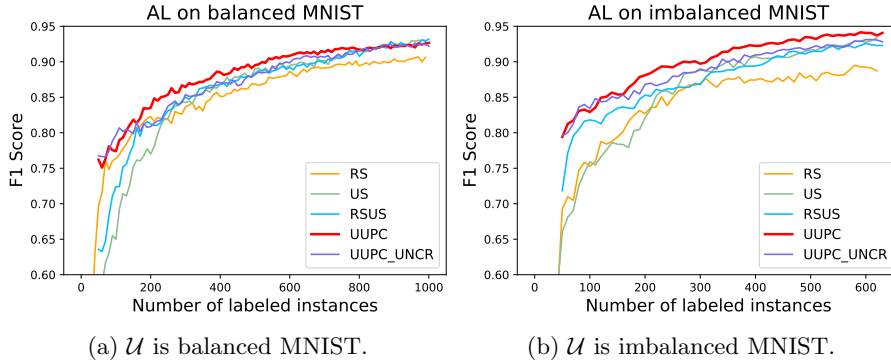 AL on balanced MNIST
0.95
0.90
0.85
0.80
0.75
0.70
0.65
0.60
F1 Score
RS
US
RSUS
UUPC
UUPC_UNCR
0 200 400 600 800 1000
Number of labeled instances
(a) 𝒰 is balanced MNIST.
AL on imbalanced MNIST
0.95
0.90
0.85
0.80
0.75
0.70
0.65
0.60
F1 Score
RS
US
RSUS
UUPC
UUPC_UNCR
0 100 200 300 400 500 600
Number of labeled instances
(b) 𝒰 is imbalanced MNIST.